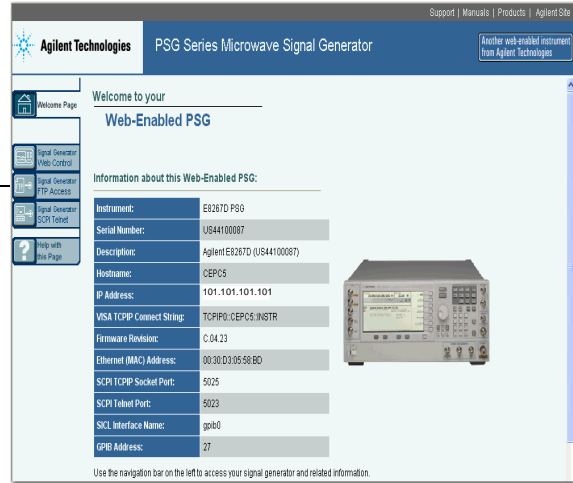 Support | Manuals | Products | Agilent Site
Agilent Technologies
PSG Series Microwave Signal Generator
Another web-enabled instrument
from Agilent Technologies
Welcome Page
Signal Generator
Web Control
Signal Generator
FTP Access
Signal Generator
SCPI Telnet
Help with
this Page
Welcome to your
Web-Enabled PSG
Information about this Web-Enabled PSG:
Instrument: E8267D PSG
Serial Number: US44100087
Description: Agilent E8267D (US44100087)
Hostname: CEPC5
IP Address: 101.101.101.101
VISA TCPIP Connect String: TCPIP0::CEPC5::INSTR
Firmware Revision: C.04.23
Ethernet (MAC) Address: 00:30:D3:05:58:BD
SCPI TCPIP Socket Port: 5025
SCPI Telnet Port: 5023
SICL Interface Name: gpib0
GPIB Address: 27
Use the navigation bar on the left to access your signal generator and related information.